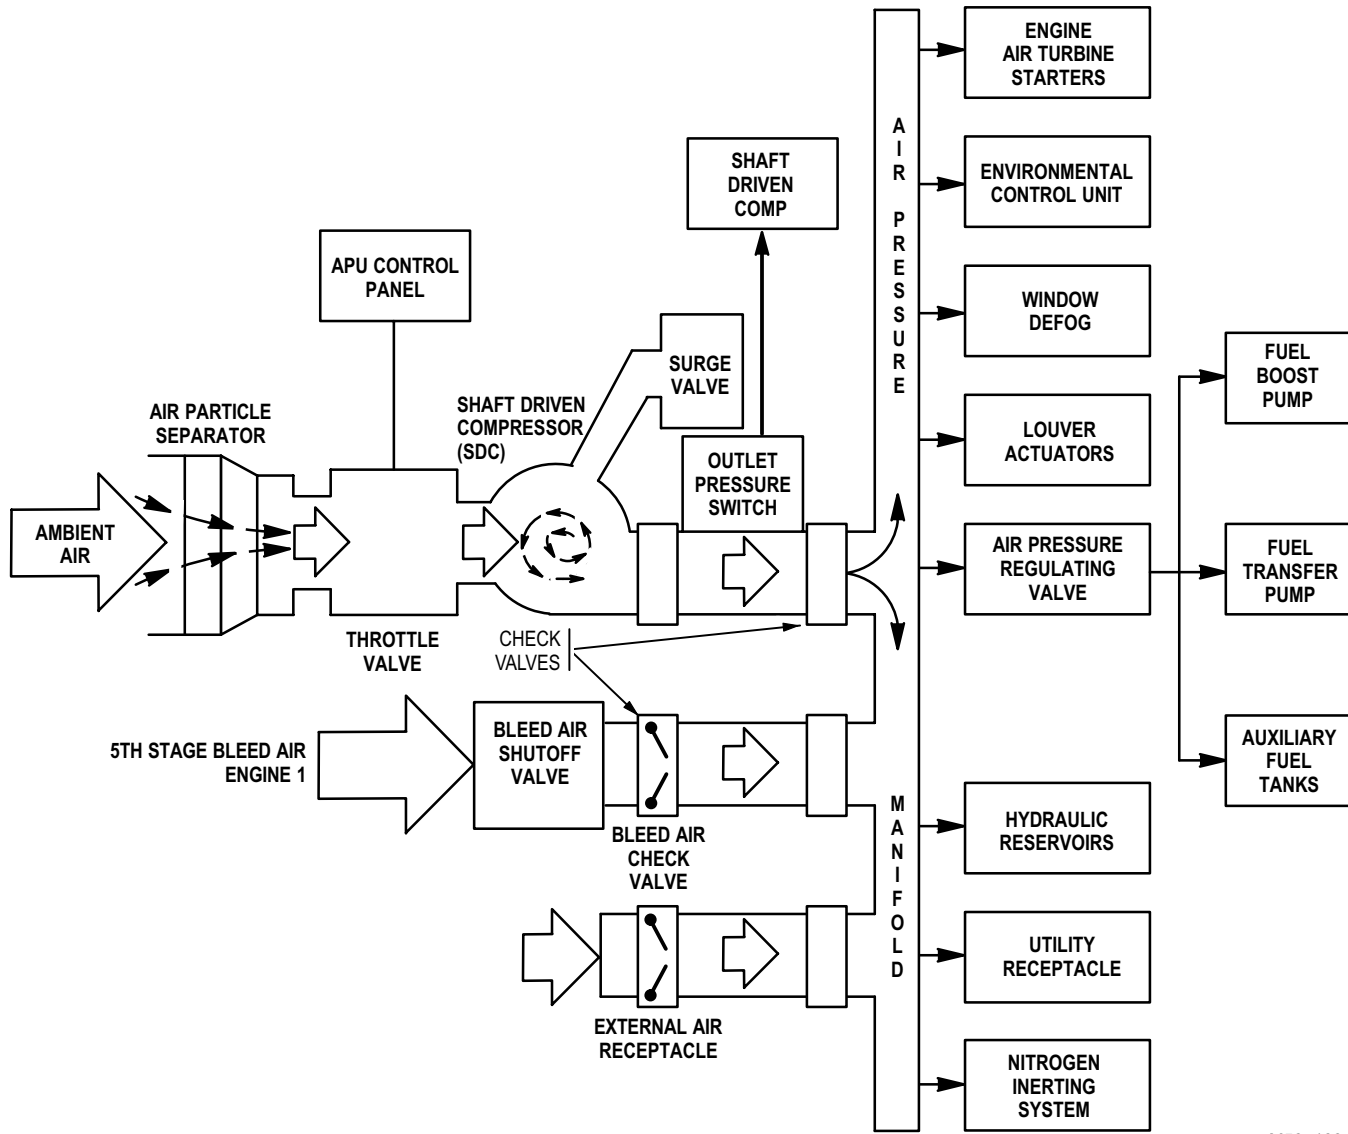 ENGINE
AIR TURBINE
STARTERS
AIR PRESSURE
MANIFOLD
SHAFT
DRIVEN
COMP
ENVIRONMENTAL
CONTROL UNIT
APU CONTROL
PANEL
WINDOW
DEFOG
SURGE
VALVE
FUEL
BOOST
PUMP
AIR PARTICLE
SEPARATOR
SHAFT DRIVEN
COMPRESSOR
(SDC)
LOUVER
ACTUATORS
OUTLET
PRESSURE
SWITCH
AMBIENT
AIR
AIR PRESSURE
REGULATING
VALVE
FUEL
TRANSFER
PUMP
THROTTLE
VALVE
CHECK
VALVES
5TH STAGE BLEED AIR
ENGINE 1
BLEED AIR
SHUTOFF
VALVE
AUXILIARY
FUEL
TANKS
BLEED AIR
CHECK
VALVE
HYDRAULIC
RESERVOIRS
UTILITY
RECEPTACLE
EXTERNAL AIR
RECEPTACLE
NITROGEN
INERTING
SYSTEM